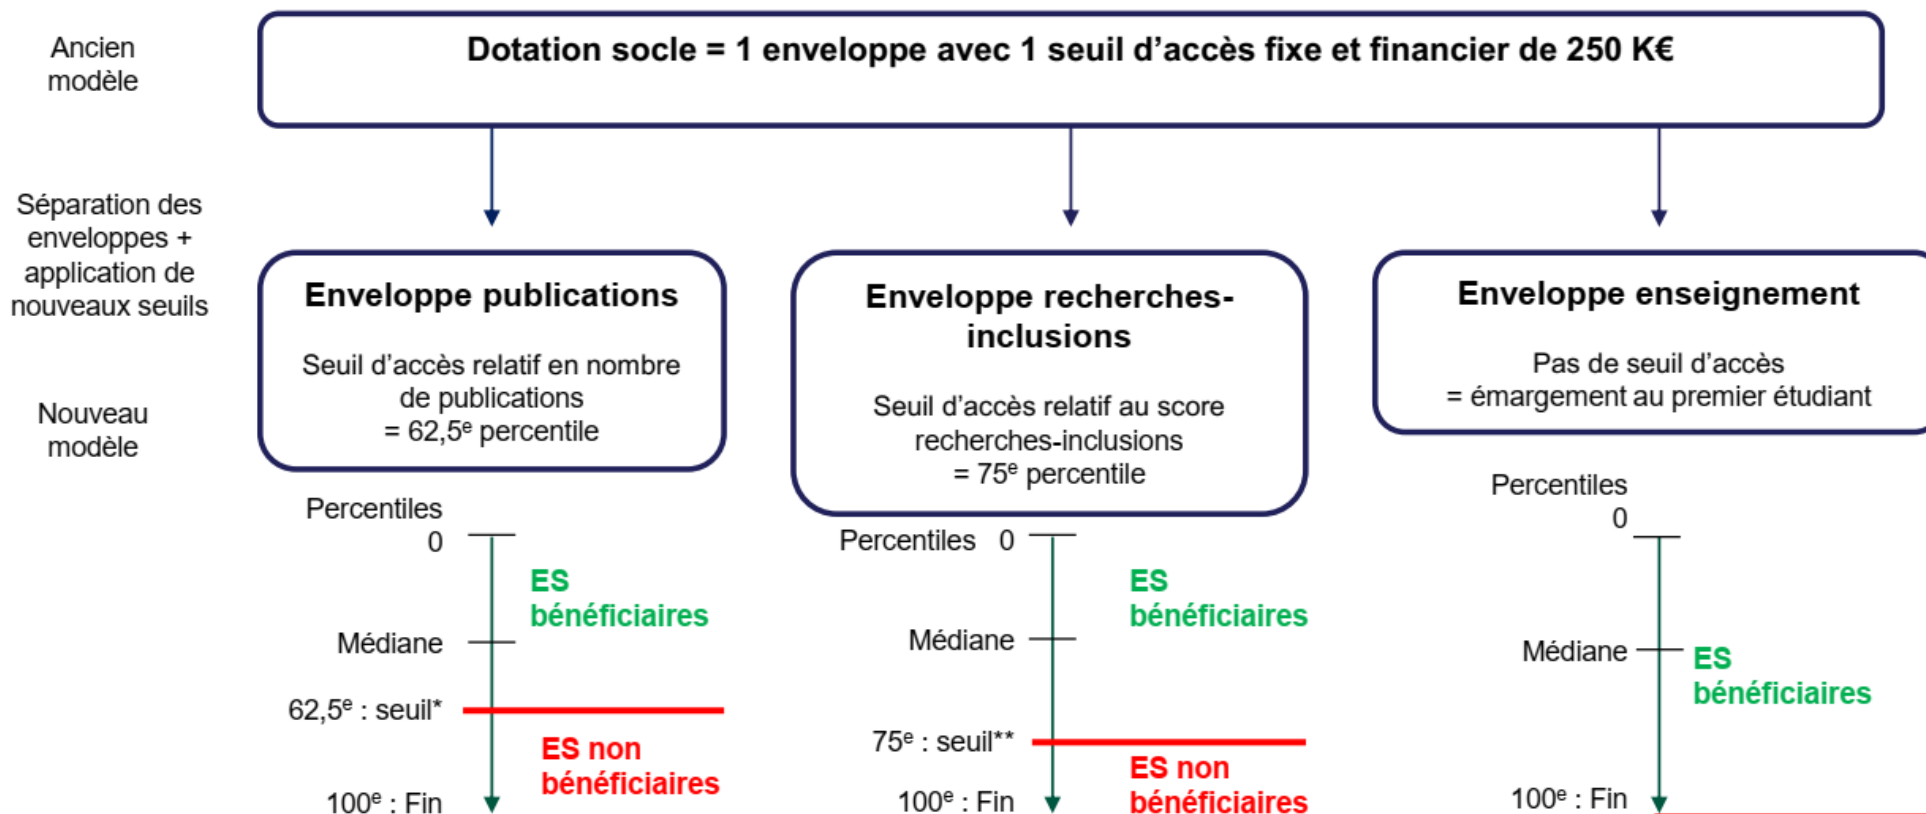 Ancien
modèle
Dotation socle = 1 enveloppe avec 1 seuil d’accès fixe et financier de 250 K€
Séparation des
enveloppes +
application de
nouveaux seuils
Nouveau
modèle
Enveloppe publications
Seuil d’accès relatif en nombre
de publications
= 62,5e percentile
Enveloppe recherches-
inclusions
Seuil d’accès relatif au score
recherches-inclusions
= 75e percentile
Enveloppe enseignement
Pas de seuil d’accès
= émargement au premier étudiant
Percentiles
0
ES
bénéficiaires
Médiane
62,5e : seuil*
ES non
bénéficiaires
100e : Fin
Percentiles 0
ES
bénéficiaires
Médiane
75e : seuil**
ES non
bénéficiaires
100e : Fin
Percentiles
0
Médiane
ES
bénéficiaires
100e : Fin